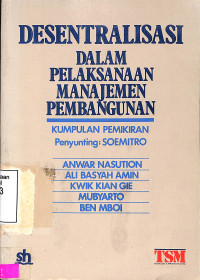 DESENTRALISASI
DALAM
PELAKSANAAN
MANAJEMEN
PEMBANGUNAN
KUMPULAN PEMIKIRAN
Penyunting: SOEMITRO
ANWAR NASUTION
ALI BASYAH AMIN
KWIK KIAN GIE
MUBYARTO
BEN MBOI
sh
TSM